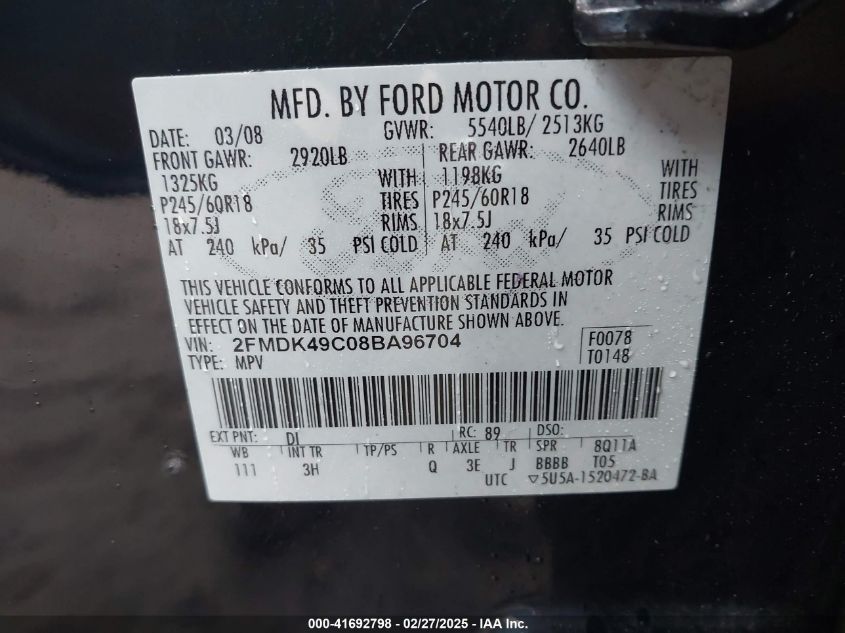 MFD. BY FORD MOTOR CO.
DATE: 03/08 GVWR: 5540LB/ 2513KG
FRONT GAWR: 2920LB REAR GAWR: 2640LB
1325KG WITH 1198KG WITH
P245/60R18 TIRES P245/60R18 TIRES
18x7.5J RIMS 18x7.5J RIMS
AT 240 kPa/ 35 PSI COLD AT 240 kPa/ 35 PSI COLD
THIS VEHICLE CONFORMS TO ALL APPLICABLE FEDERAL MOTOR
VEHICLE SAFETY AND THEFT PREVENTION STANDARDS IN
EFFECT ON THE DATE OF MANUFACTURE SHOWN ABOVE.
VIN: 2FMDK49C08BA96704 F0078
TYPE: MPV T0148
EXT PNT: DI RC: 89 DSO:
WB INT TR TP/PS R AXLE TR SPR 8Q11A
111 3H Q 3E J BBBB T05
UTC ▽5U5A-1520472-BA
000-41692798 - 02/27/2025 - IAA Inc.